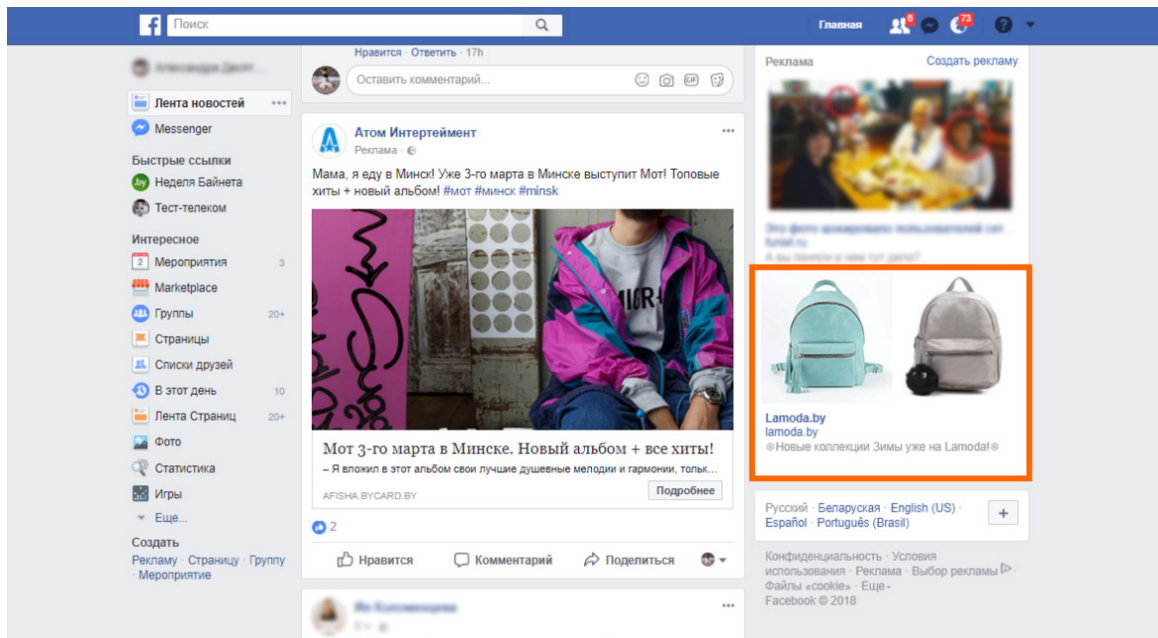 Поиск
Главная
6
73
Лента новостей
Messenger
Быстрые ссылки
.by
Неделя Байнета
Тест-телеком
Интересное
2
Мероприятия 3
Marketplace
Группы 20+
Страницы
Списки друзей
В этот день 10
Лента Страниц 20+
Фото
Статистика
Игры
Еще...
Создать
Рекламу · Страницу · Группу
· Мероприятие
Нравится · Ответить · 17h
Оставить комментарий...
GIF
Атом Интертеймент
Реклама ·
Мама, я еду в Минск! Уже 3-го марта в Минске выступит Мот! Топовые
хиты + новый альбом! #мот #минск #minsk
Мот 3-го марта в Минске. Новый альбом + все хиты!
– Я вложил в этот альбом свои лучшие душевные мелодии и гармонии, тольк...
AFISHA.BYCARD.BY
Подробнее
2
Нравится
Комментарий
Поделиться
Реклама
Создать рекламу
Lamoda.by
lamoda.by
❄Новые коллекции Зимы уже на Lamoda!❄
Русский · Беларуская · English (US) ·
Español · Português (Brasil)
Конфиденциальность · Условия
использования · Реклама · Выбор рекламы ·
Файлы «cookie» · Еще
Facebook © 2018